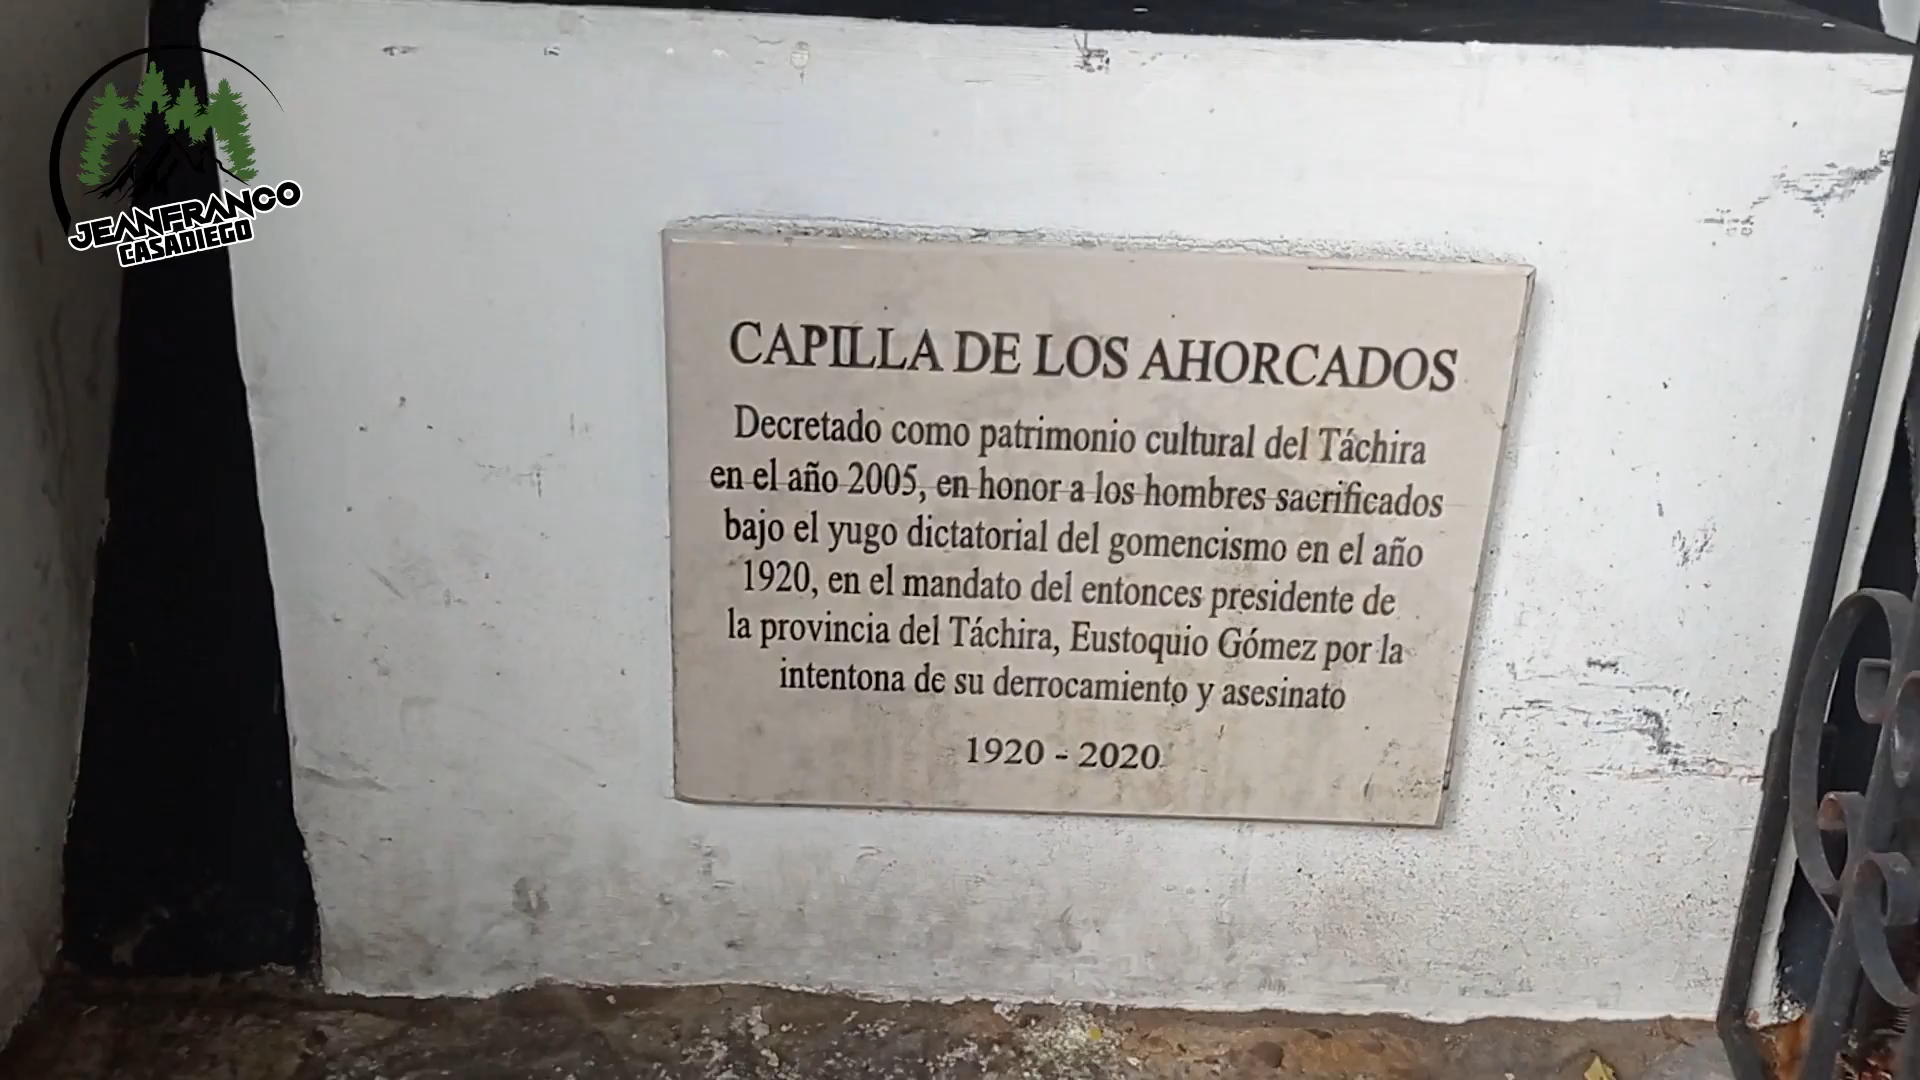 JEANFRANCO
CASADIEGO
CAPILLA DE LOS AHORCADOS
Decretado como patrimonio cultural del Táchira
en el año 2005, en honor a los hombres sacrificados
bajo el yugo dictatorial del gomencismo en el año
1920, en el mandato del entonces presidente de
la provincia del Táchira, Eustoquio Gómez por la
intentona de su derrocamiento y asesinato
1920 - 2020